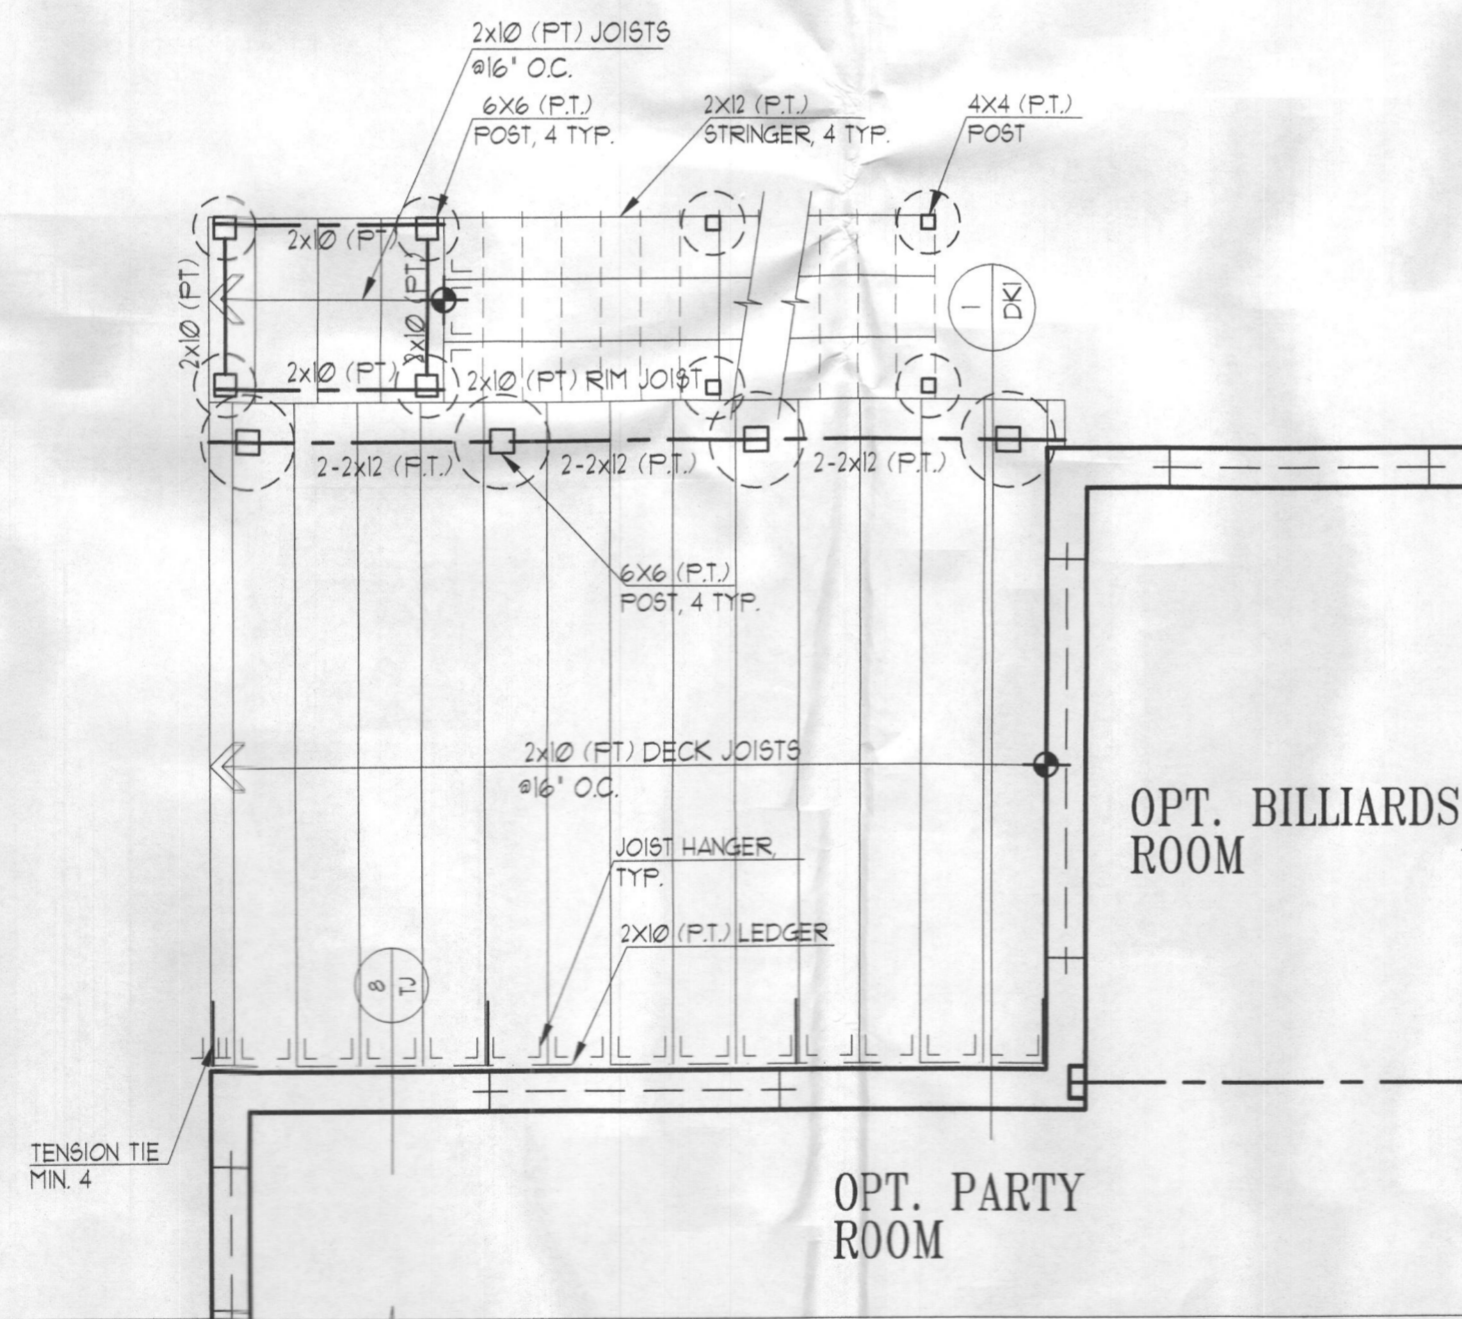 2x10 (PT) JOISTS
@16" O.C.
6X6 (P.T.)
POST, 4 TYP.
2X12 (P.T.)
STRINGER, 4 TYP.
4X4 (P.T.)
POST
2x10 (PT)
2x10 (PT)
2x10 (PT)
2x10 (PT)
2x10 (PT) RIM JOIST
1
DK1
2-2x12 (P.T.)
2-2x12 (P.T.)
2-2x12 (P.T.)
6X6 (P.T.)
POST, 4 TYP.
2x10 (PT) DECK JOISTS
@16" O.C.
OPT. BILLIARDS
ROOM
JOIST HANGER,
TYP.
2X10 (P.T.) LEDGER
8
TJ
TENSION TIE
MIN. 4
OPT. PARTY
ROOM